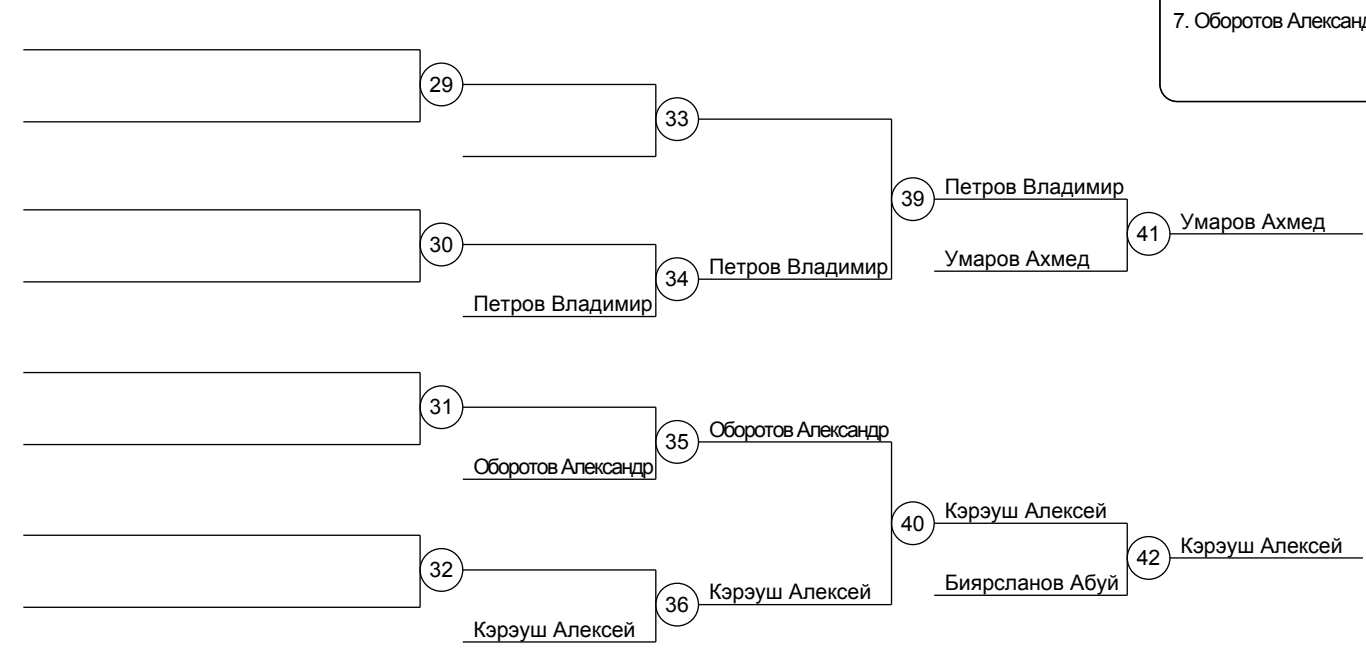 7. Оборотов
29
33
39
Петров Владимир
41
Умаров Ахмед
30
Умаров Ахмед
34
Петров Владимир
Петров Владимир
31
35
Оборотов Александр
Оборотов Александр
40
Кэрэуш Алексей
42
Кэрэуш Алексей
32
Биярсланов Абуй
36
Кэрэуш Алексей
Кэрэуш Алексей